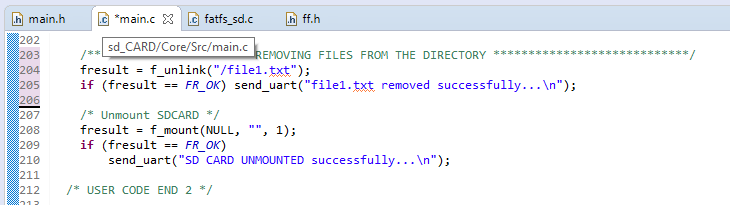 main.h *main.c fatfs_sd.c ff.h
202
sd_CARD/Core/Src/main.c
203 /** REMOVING FILES FROM THE DIRECTORY ****************************/
204 fresult = f_unlink("/file1.txt");
205 if (fresult == FR_OK) send_uart("file1.txt removed successfully...\n");
206
207 /* Unmount SDCARD */
208 fresult = f_mount(NULL, "", 1);
209 if (fresult == FR_OK)
210 send_uart("SD CARD UNMOUNTED successfully...\n");
211
212 /* USER CODE END 2 */
213